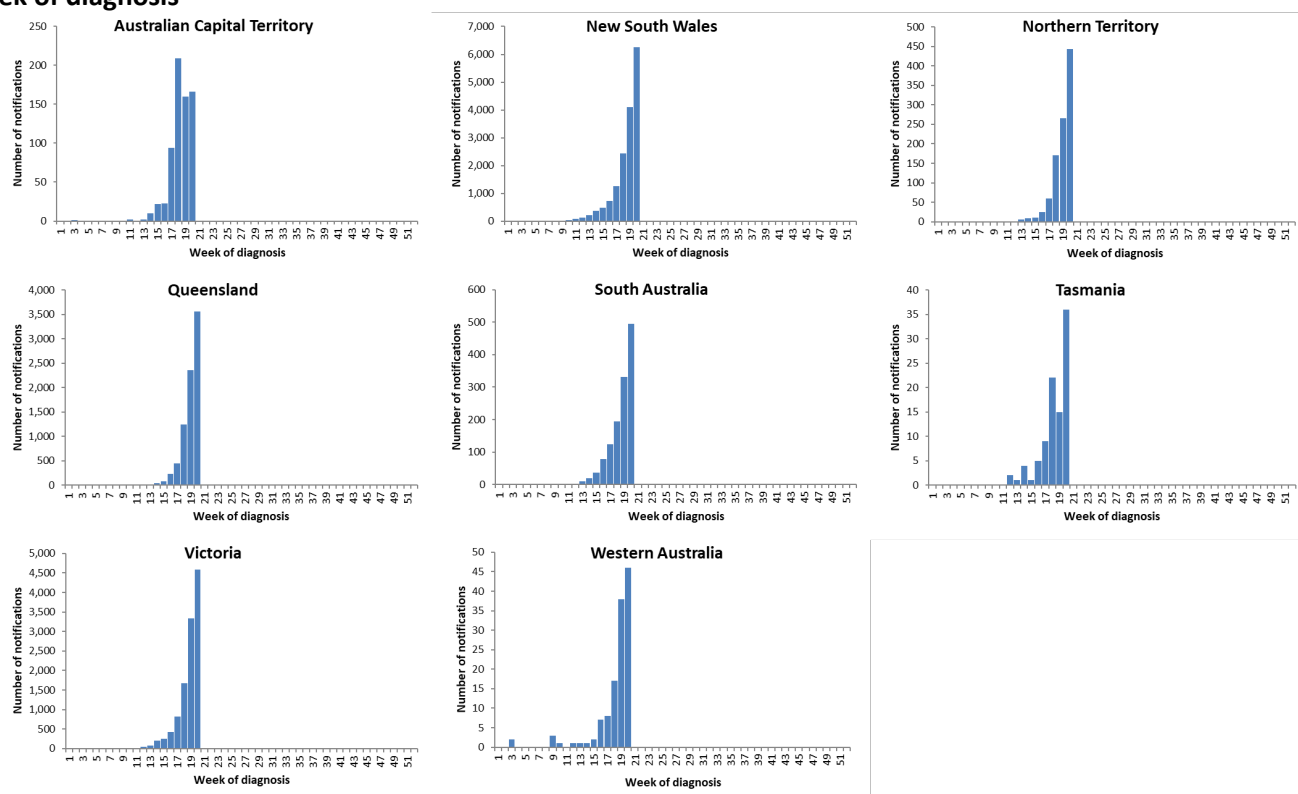 ek of diagnosis
Australian Capital Territory
Number of notifications
250
200
150
100
50
0
1 3 5 7 9 11 13 15 17 19 21 23 25 27 29 31 33 35 37 39 41 43 45 47 49 51
Week of diagnosis
New South Wales
Number of notifications
7,000
6,000
5,000
4,000
3,000
2,000
1,000
0
1 3 5 7 9 11 13 15 17 19 21 23 25 27 29 31 33 35 37 39 41 43 45 47 49 51
Week of diagnosis
Northern Territory
Number of notifications
500
450
400
350
300
250
200
150
100
50
0
1 3 5 7 9 11 13 15 17 19 21 23 25 27 29 31 33 35 37 39 41 43 45 47 49 51
Week of diagnosis
Queensland
Number of notifications
4,000
3,500
3,000
2,500
2,000
1,500
1,000
500
0
1 3 5 7 9 11 13 15 17 19 21 23 25 27 29 31 33 35 37 39 41 43 45 47 49 51
Week of diagnosis
South Australia
Number of notifications
600
500
400
300
200
100
0
1 3 5 7 9 11 13 15 17 19 21 23 25 27 29 31 33 35 37 39 41 43 45 47 49 51
Week of diagnosis
Tasmania
Number of notifications
40
35
30
25
20
15
10
5
0
1 3 5 7 9 11 13 15 17 19 21 23 25 27 29 31 33 35 37 39 41 43 45 47 49 51
Week of diagnosis
Victoria
Number of notifications
5,000
4,500
4,000
3,500
3,000
2,500
2,000
1,500
1,000
500
0
1 3 5 7 9 11 13 15 17 19 21 23 25 27 29 31 33 35 37 39 41 43 45 47 49 51
Week of diagnosis
Western Australia
Number of notifications
50
45
40
35
30
25
20
15
10
5
0
1 3 5 7 9 11 13 15 17 19 21 23 25 27 29 31 33 35 37 39 41 43 45 47 49 51
Week of diagnosis